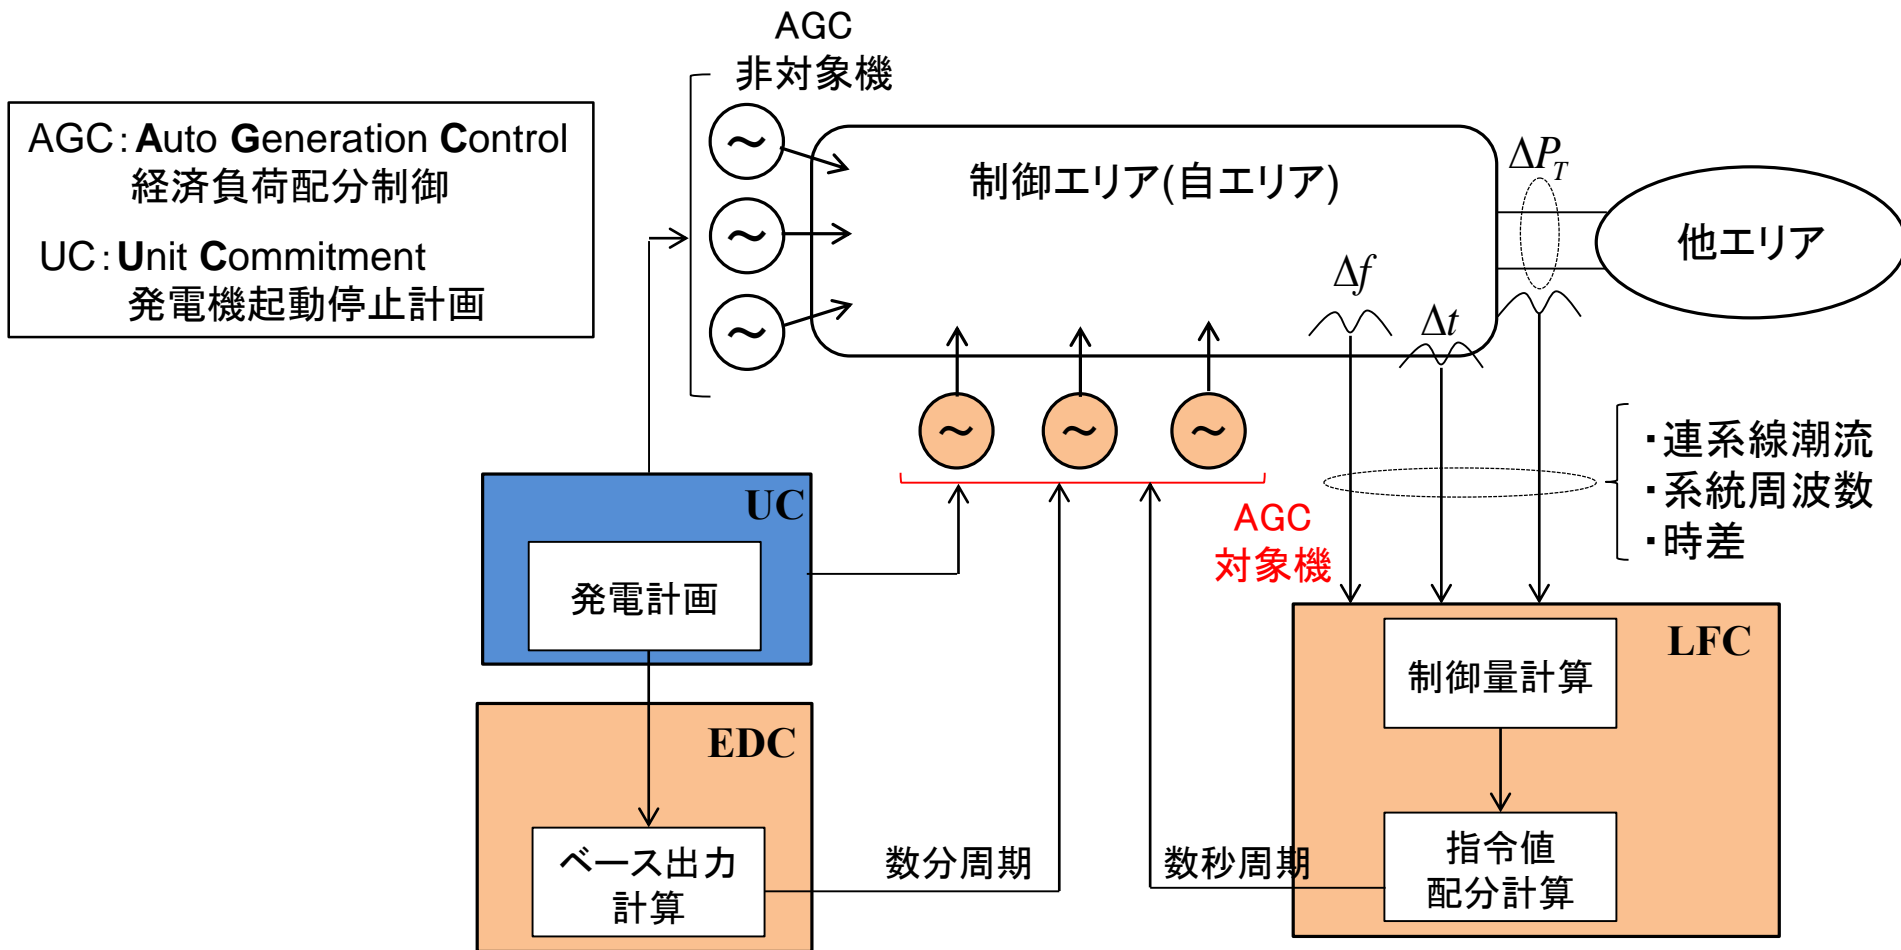 AGC
非対象機
AGC:Auto Generation Control
経済負荷配分制御
UC:Unit Commitment
発電機起動停止計画
~
~
~
制御エリア(自エリア)
ΔP_T
他エリア
Δf
Δt
~
~
~
AGC
対象機
・連系線潮流
・系統周波数
・時差
UC
発電計画
EDC
ベース出力
計算
数分周期
数秒周期
LFC
制御量計算
指令値
配分計算